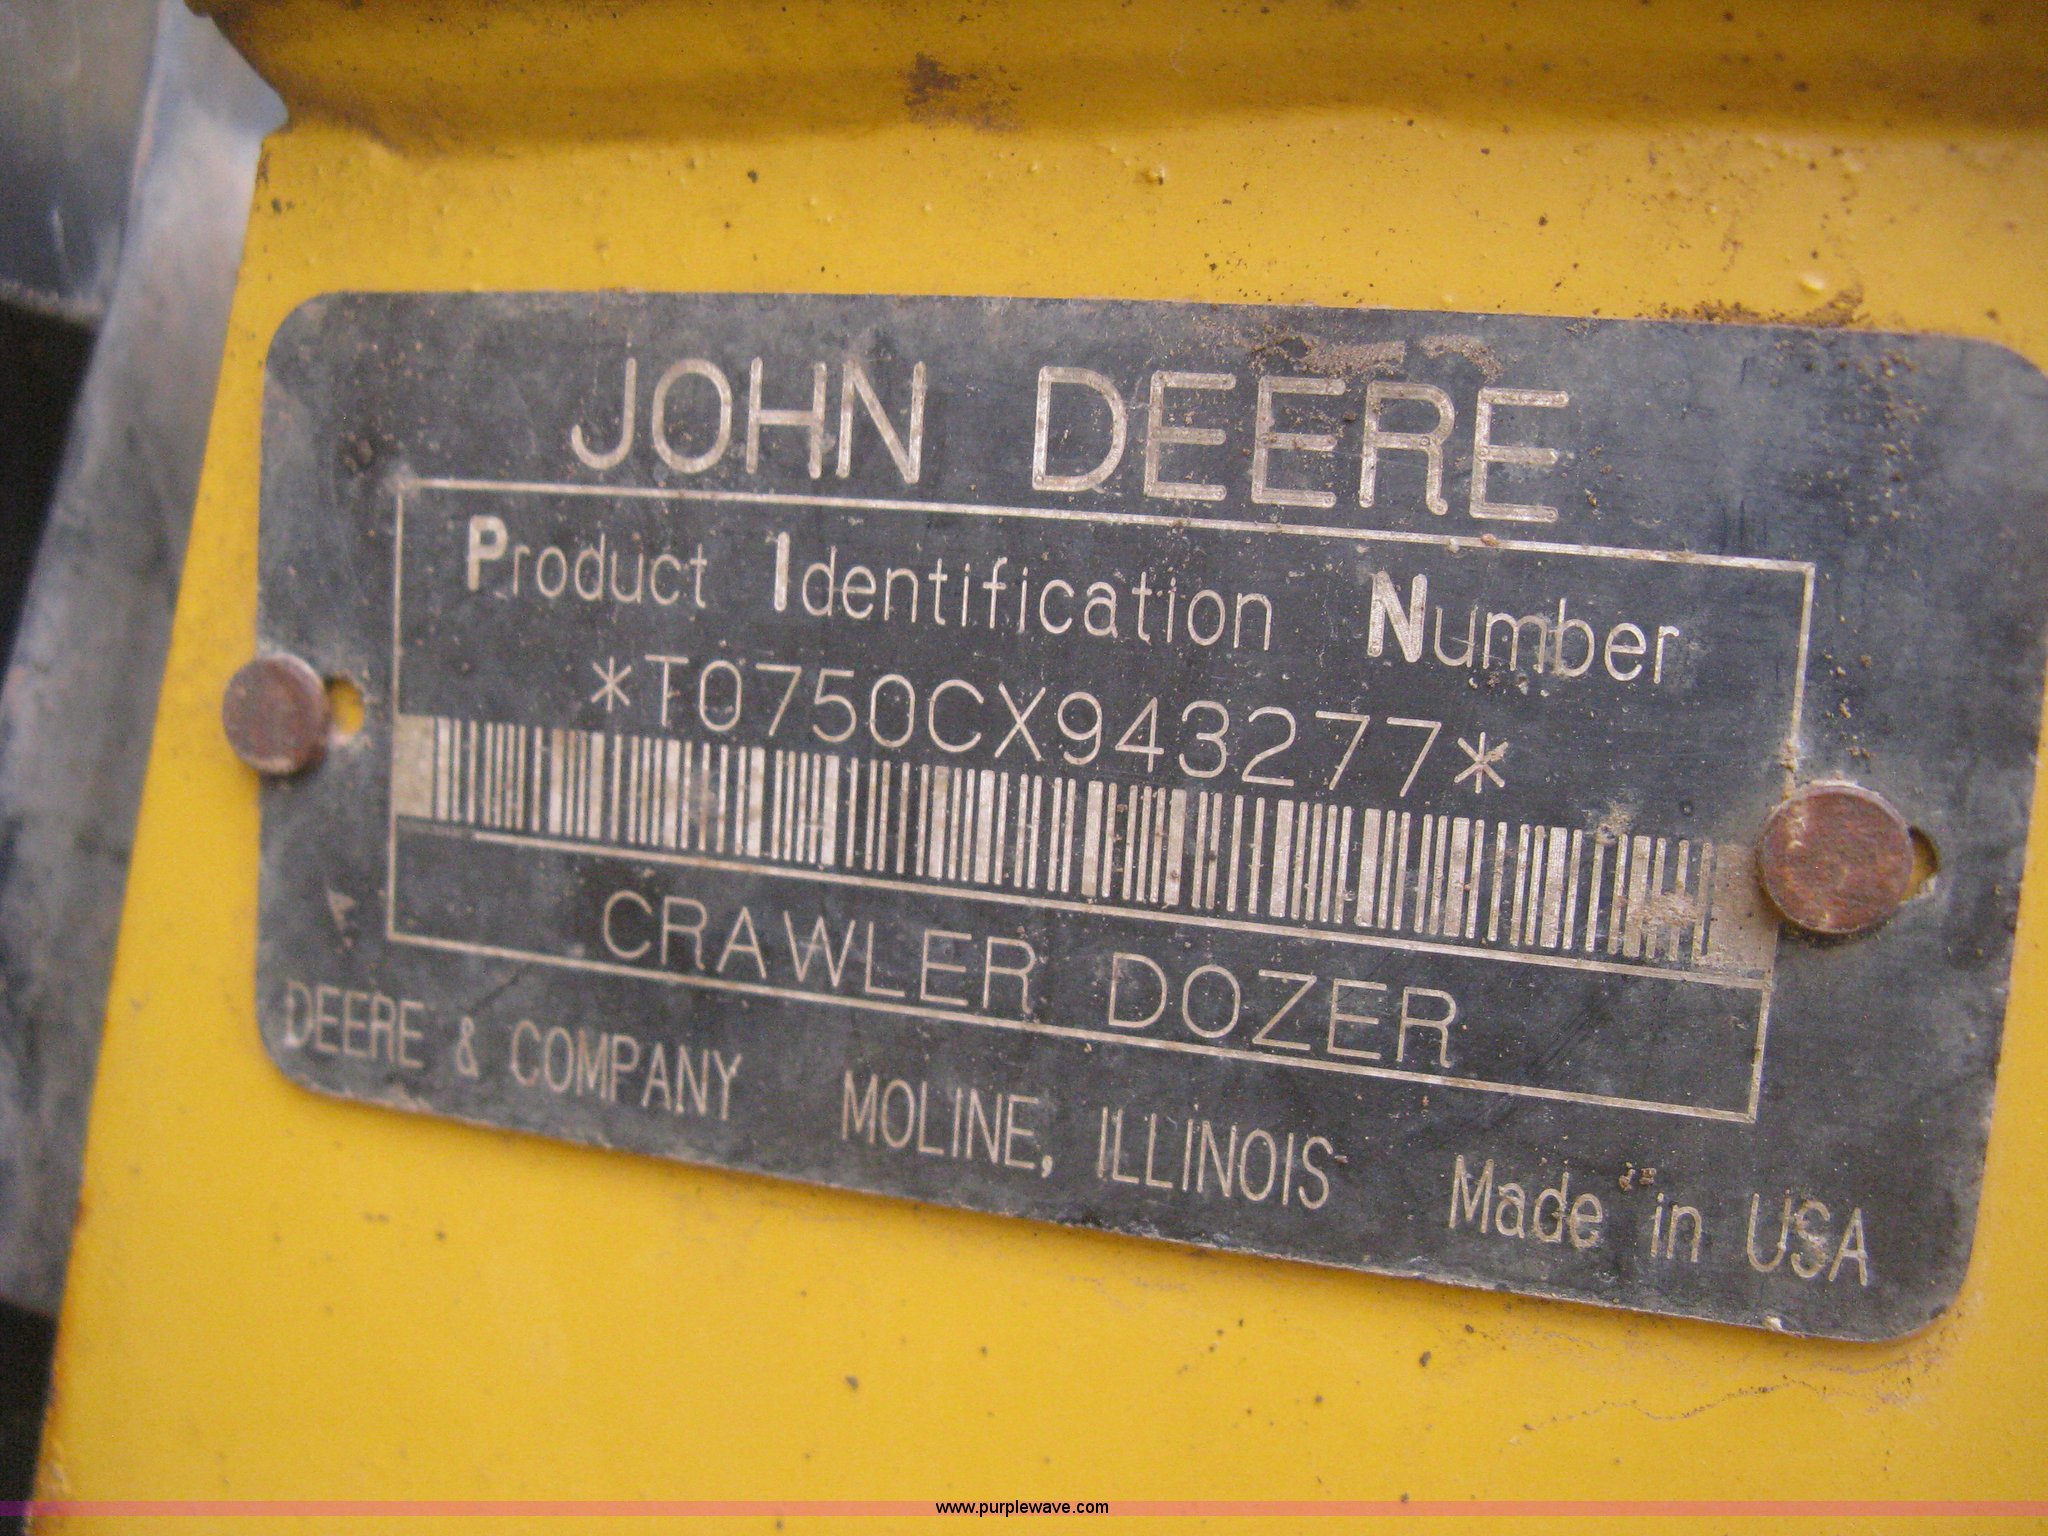 JOHN DEERE
Product Identification Number
*T0750CX943277*
CRAWLER DOZER
DEERE & COMPANY MOLINE, ILLINOIS Made in USA
www.purplewave.com